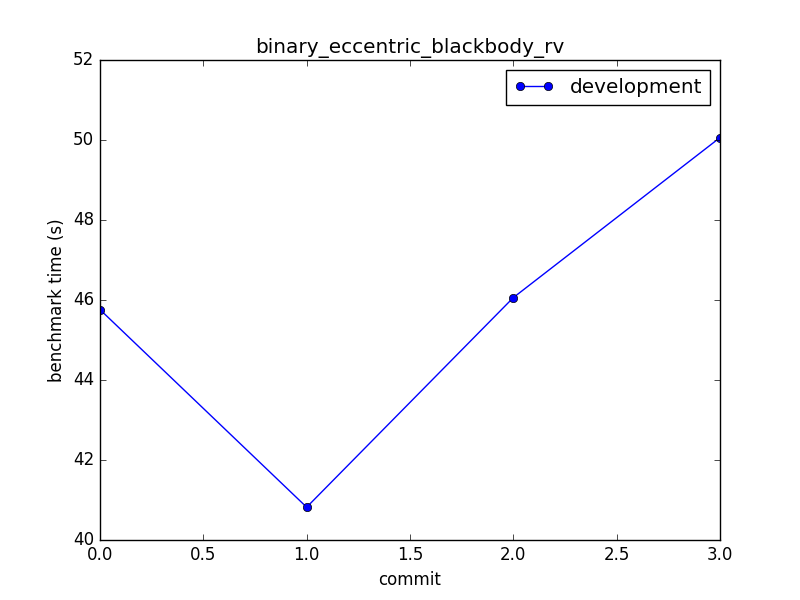 binary_eccentric_blackbody_rv
development
52
50
48
46
44
42
40
benchmark time (s)
0.0 0.5 1.0 1.5 2.0 2.5 3.0
commit